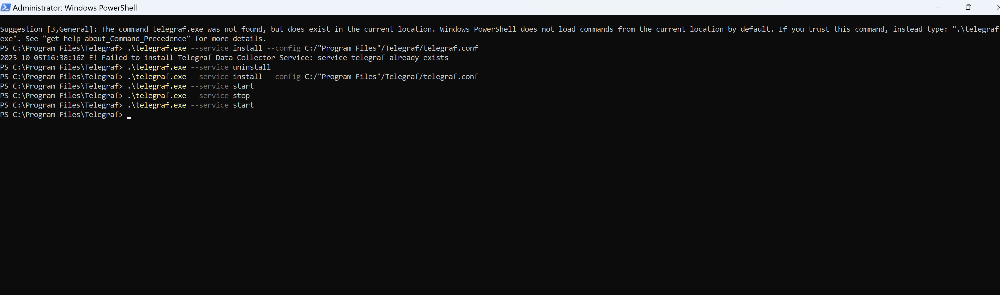 Administrator: Windows PowerShell
Suggestion [3,General]: The command telegraf.exe was not found, but does exist in the current location. Windows PowerShell does not load commands from the current location by default. If you trust this command, instead type: ".\telegraf
exe". See "get-help about_Command_Precedence" for more details.
PS C:\Program Files\Telegraf> .\telegraf.exe --service install --config C:/"Program Files"/Telegraf/telegraf.conf
2023-10-05T16:38:16Z E! Failed to install Telegraf Data Collector Service: service telegraf already exists
PS C:\Program Files\Telegraf> .\telegraf.exe --service uninstall
PS C:\Program Files\Telegraf> .\telegraf.exe --service install --config C:/"Program Files"/Telegraf/telegraf.conf
PS C:\Program Files\Telegraf> .\telegraf.exe --service start
PS C:\Program Files\Telegraf> .\telegraf.exe --service stop
PS C:\Program Files\Telegraf> .\telegraf.exe --service start
PS C:\Program Files\Telegraf>